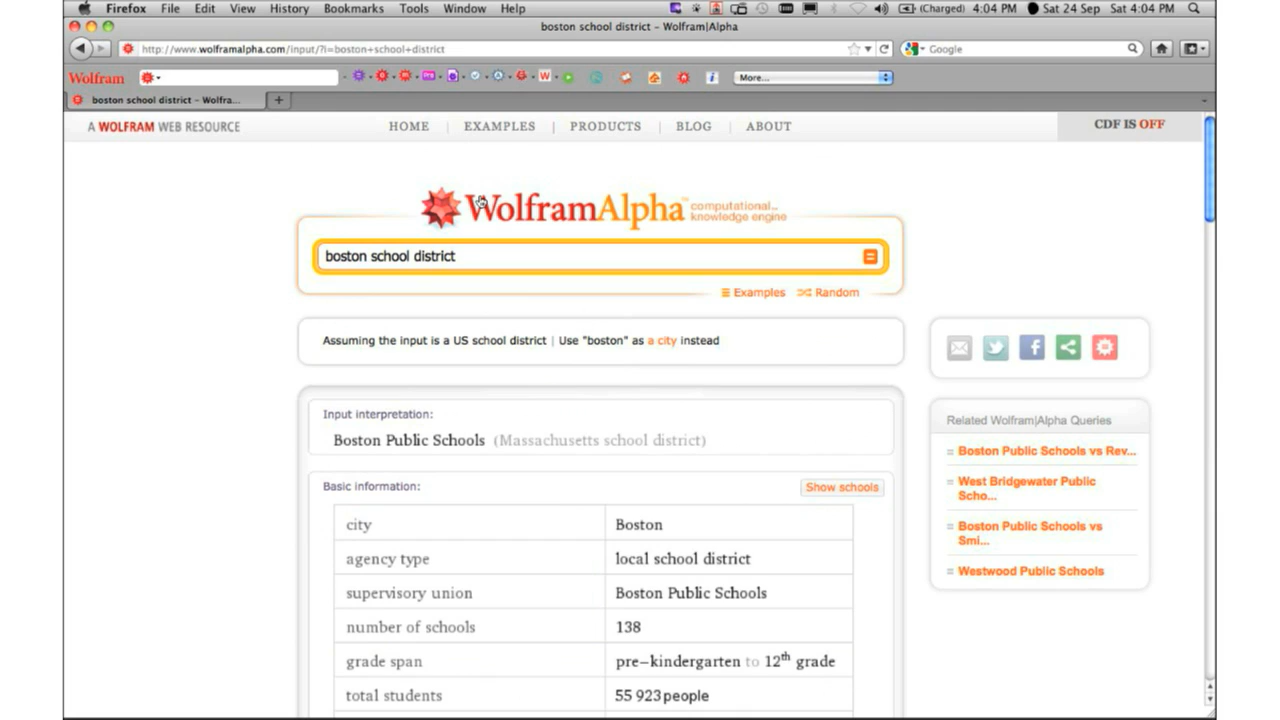 Firefox File Edit View History Bookmarks Tools Window Help (Charged) 4:04 PM Sat 24 Sep Sat 4:04 PM
boston school district - Wolfram|Alpha
http://www.wolframalpha.com/input/?i=boston+school+district Google
Wolfram More...
boston school district - Wolfra...
A WOLFRAM WEB RESOURCE HOME | EXAMPLES | PRODUCTS | BLOG | ABOUT CDF IS OFF
WolframAlpha computational...
knowledge engine
boston school district
Examples Random
Assuming the input is a US school district | Use "boston" as a city instead
Input interpretation:
Boston Public Schools (Massachusetts school district)
Basic information: Show schools
city Boston
agency type local school district
supervisory union Boston Public Schools
number of schools 138
grade span pre-kindergarten to 12th grade
total students 55 923 people
Related Wolfram|Alpha Queries
Boston Public Schools vs Rev...
West Bridgewater Public
Scho...
Boston Public Schools vs
Smi...
Westwood Public Schools